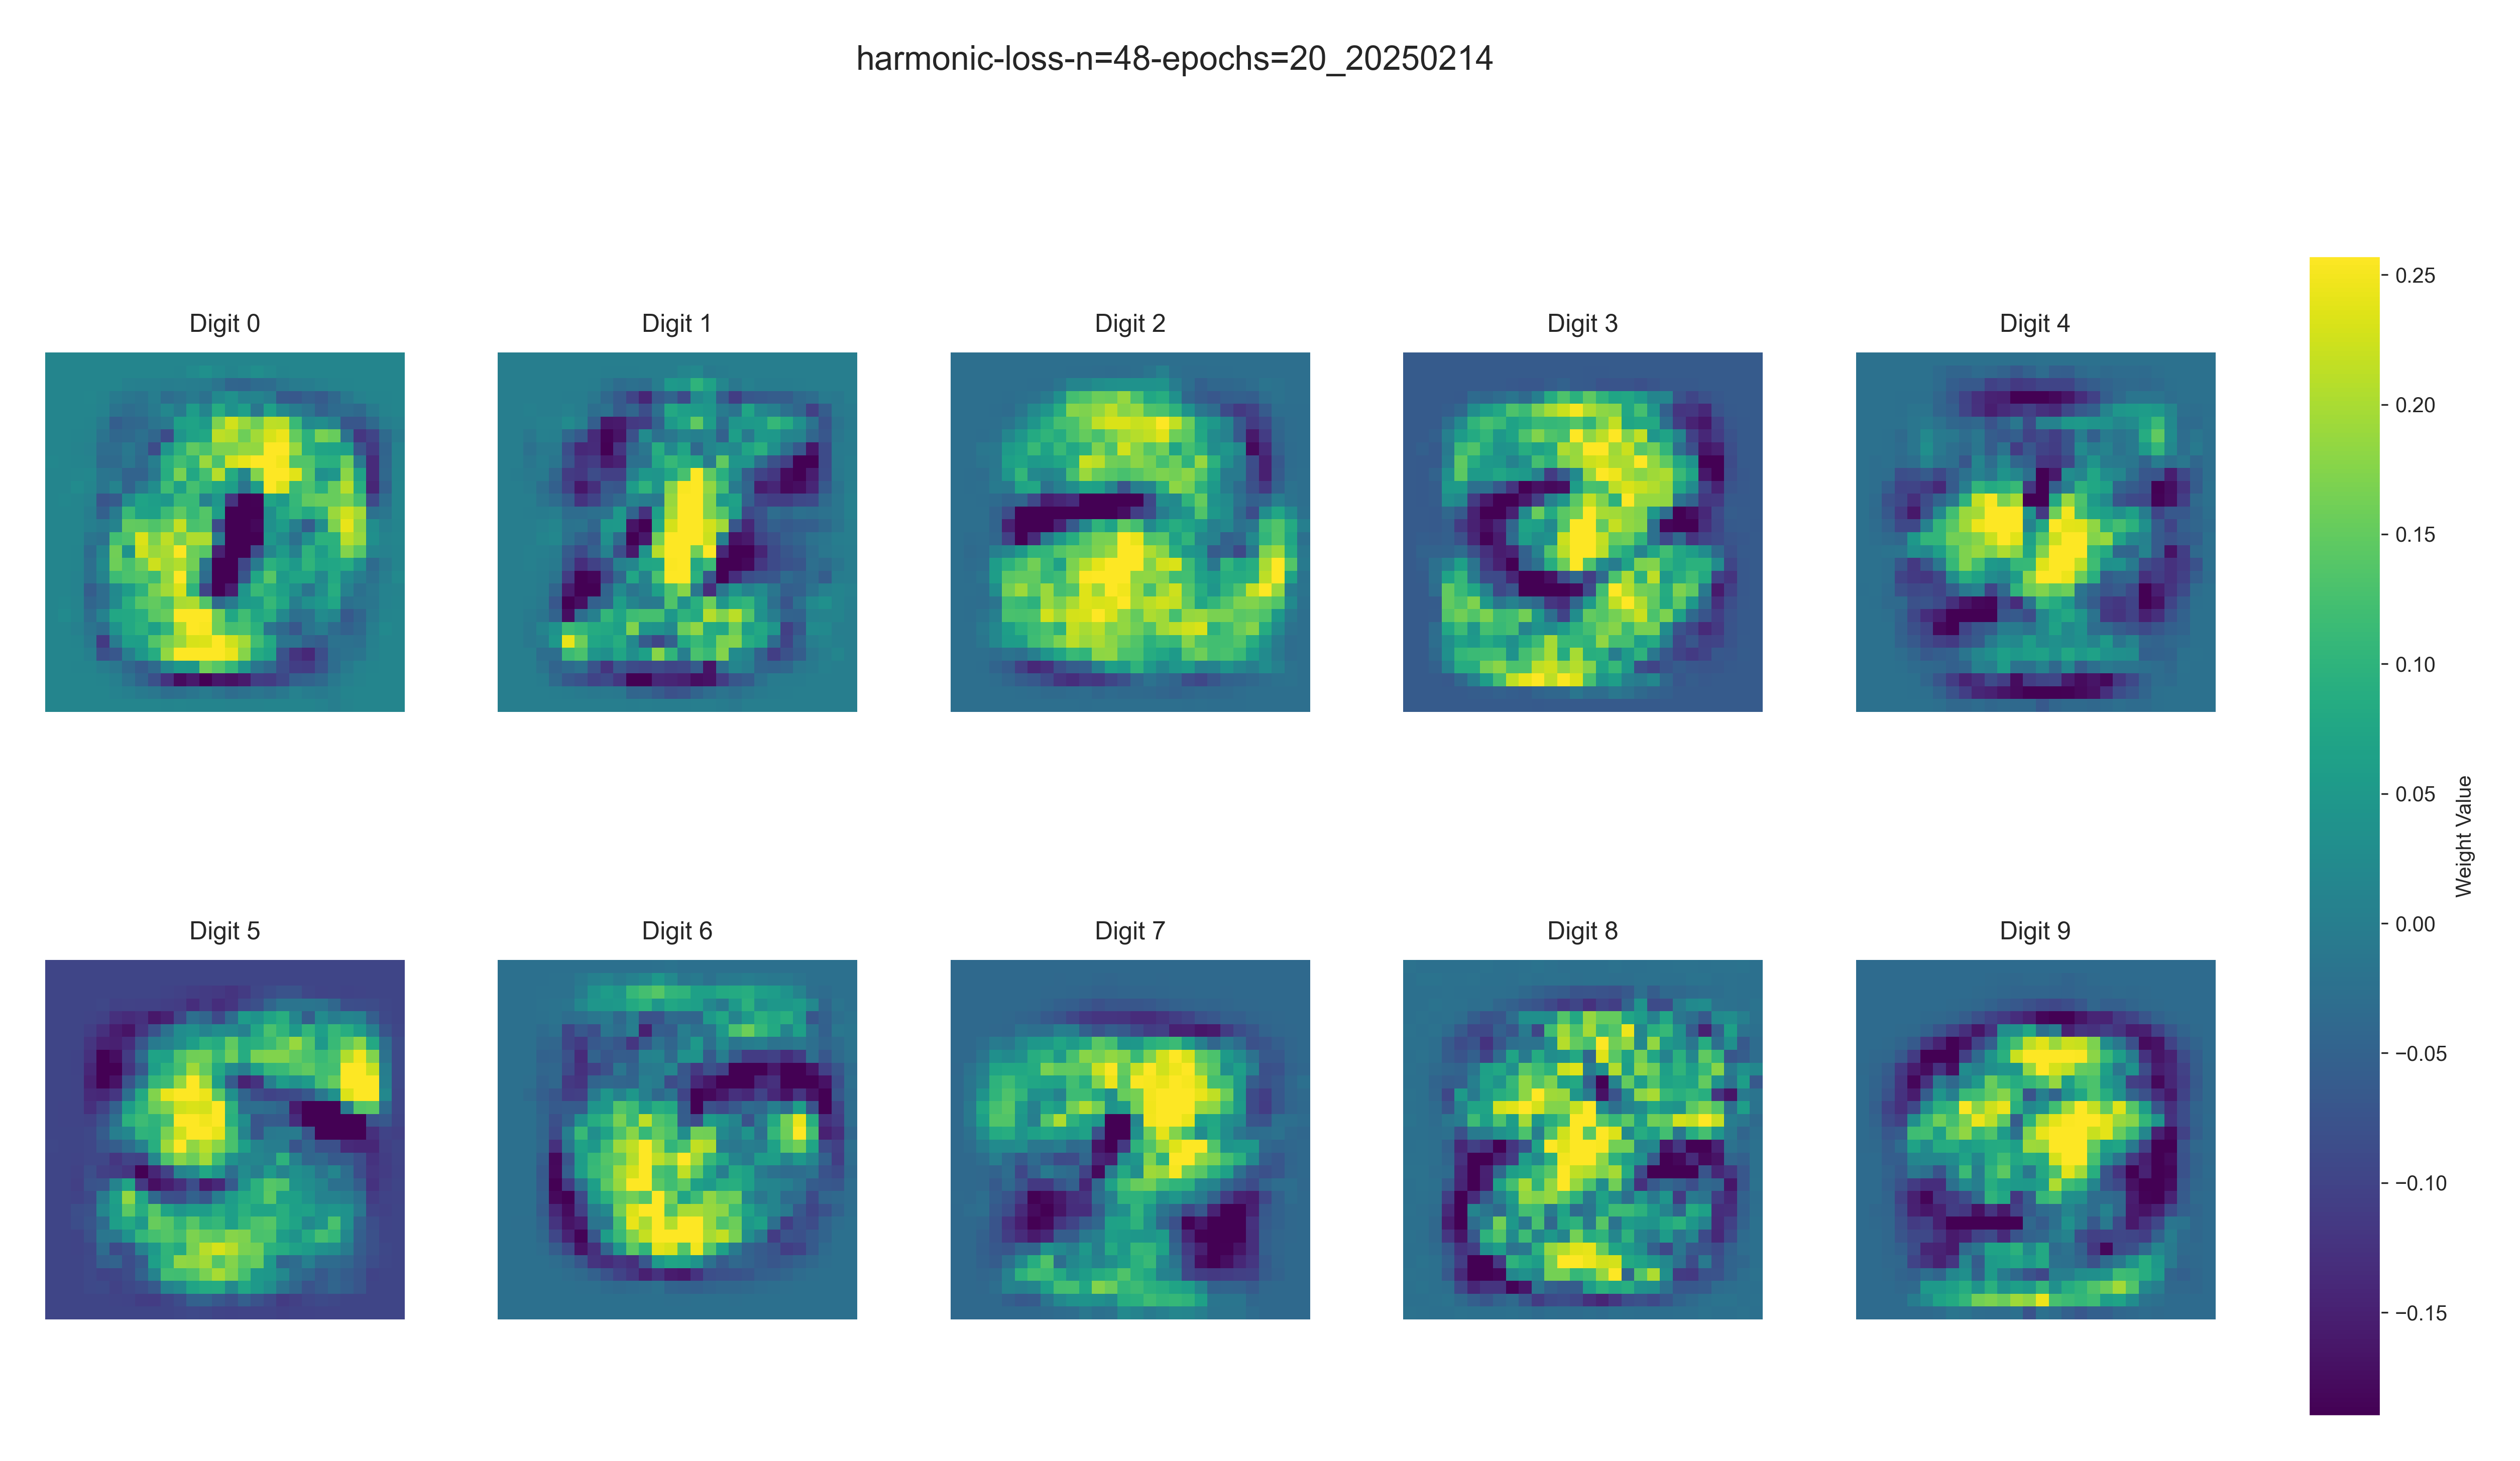 harmonic-loss-n=48-epochs=20_20250214
Digit 0
Digit 1
Digit 2
Digit 3
Digit 4
Digit 5
Digit 6
Digit 7
Digit 8
Digit 9
0.25
0.20
0.15
0.10
0.05
0.00
−0.05
−0.10
−0.15
Weight Value